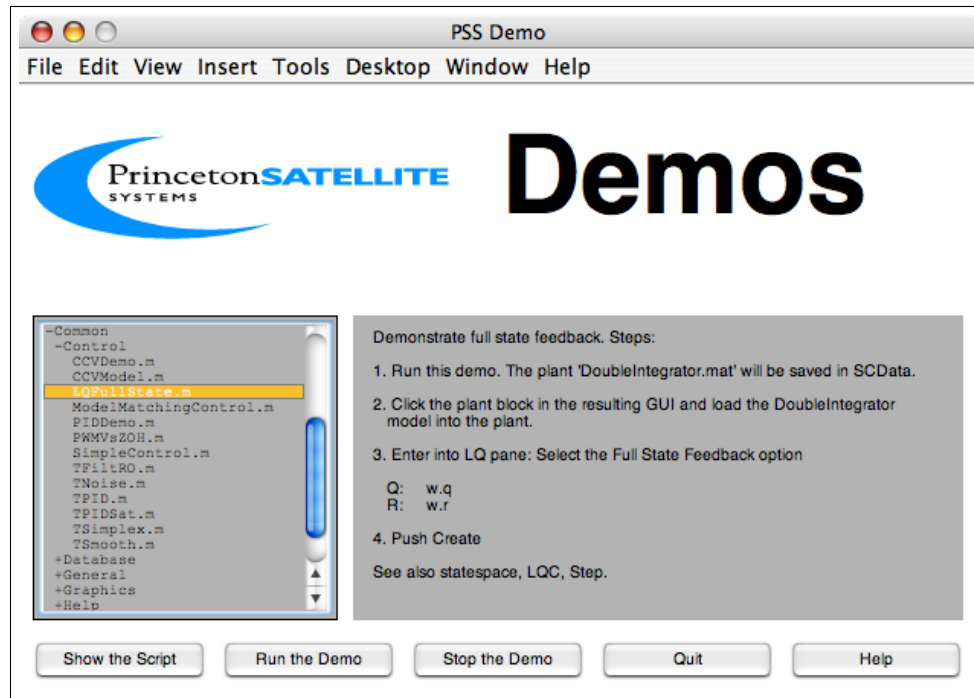 PSS Demo
File Edit View Insert Tools Desktop Window Help
PrincetonSATELLITE
SYSTEMS
Demos
-Common
-Control
CCVDemo.m
CCVModel.m
LQFullState.m
ModelMatchingControl.m
PIDDemo.m
PWMVsZOH.m
SimpleControl.m
TFiltRO.m
TNoise.m
TPID.m
TPIDSat.m
TSimplex.m
TSmooth.m
+Database
+General
+Graphics
+Help
Demonstrate full state feedback. Steps:
1. Run this demo. The plant 'DoubleIntegrator.mat' will be saved in SCData.
2. Click the plant block in the resulting GUI and load the DoubleIntegrator
model into the plant.
3. Enter into LQ pane: Select the Full State Feedback option
Q: w.q
R: w.r
4. Push Create
See also statespace, LQC, Step.
Show the Script Run the Demo Stop the Demo Quit Help